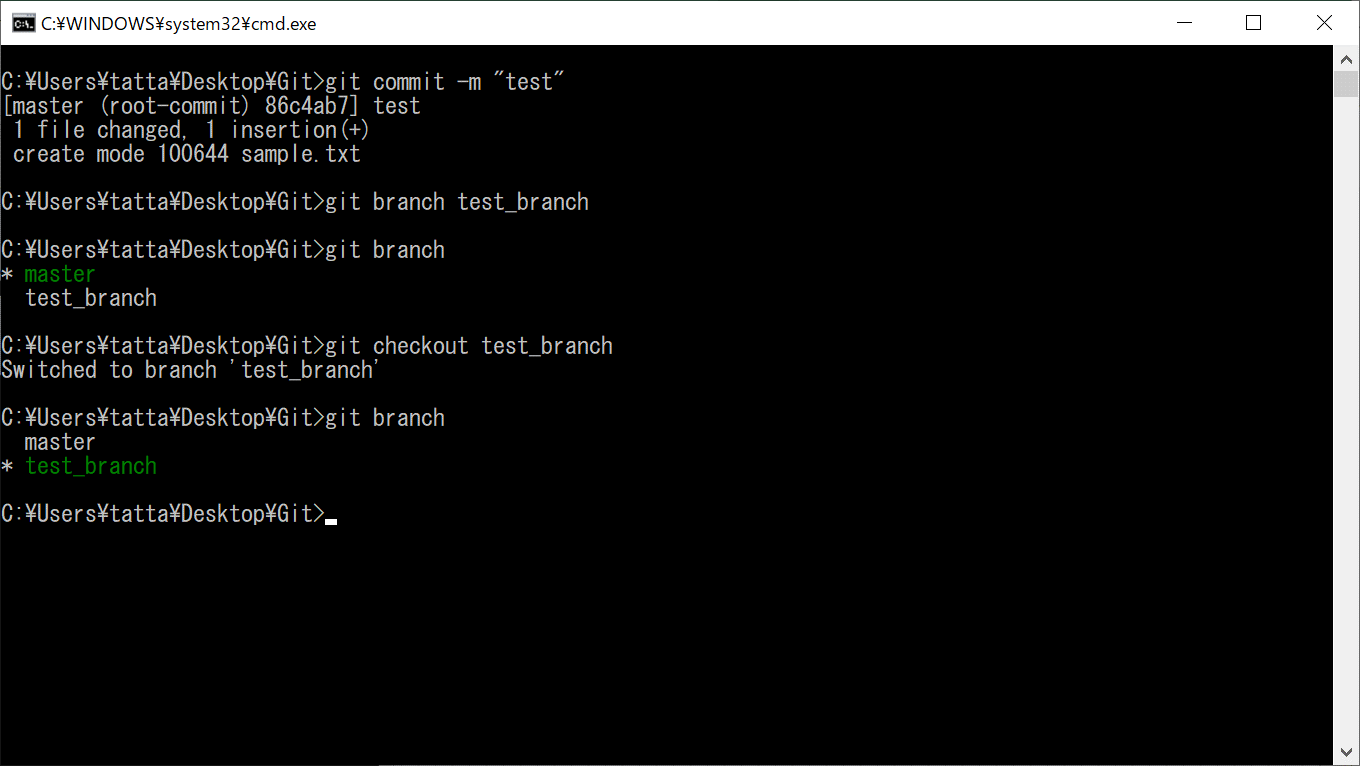 C:¥WINDOWS¥system32¥cmd.exe
C:¥Users¥tatta¥Desktop¥Git>git commit -m "test"
[master (root-commit) 86c4ab7] test
 1 file changed, 1 insertion(+)
 create mode 100644 sample.txt
C:¥Users¥tatta¥Desktop¥Git>git branch test_branch
C:¥Users¥tatta¥Desktop¥Git>git branch
* master
  test_branch
C:¥Users¥tatta¥Desktop¥Git>git checkout test_branch
Switched to branch 'test_branch'
C:¥Users¥tatta¥Desktop¥Git>git branch
  master
* test_branch
C:¥Users¥tatta¥Desktop¥Git>